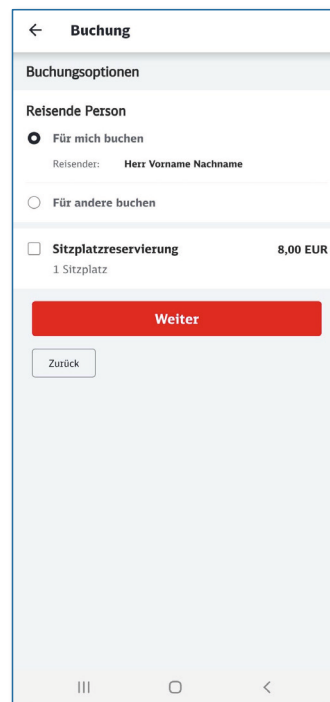 Buchung
Buchungsoptionen
Reisende Person
Für mich buchen
Reisender: Herr Vorname Nachname
Für andere buchen
Sitzplatzreservierung 8,00 EUR
1 Sitzplatz
Weiter
Zurück